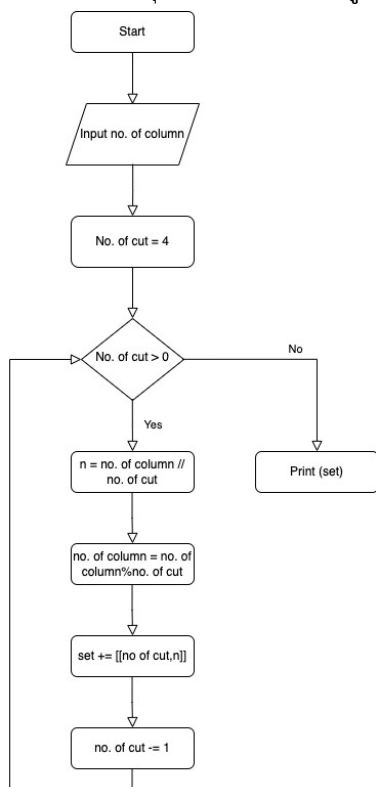 Start
Input no. of column
No. of cut = 4
No. of cut > 0
No
Yes
n = no. of column //
no. of cut
Print (set)
no. of column = no. of
column%no. of cut
set += [[no of cut,n]]
no. of cut -= 1